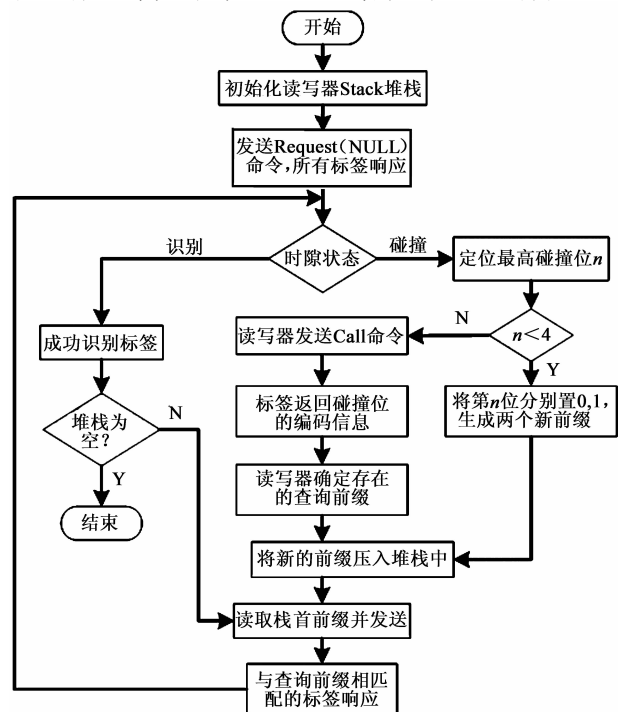 开始
初始化读写器Stack堆栈
发送Request(NULL)
命令,所有标签响应
识别
时隙状态
碰撞
定位最高碰撞位n
成功识别标签
读写器发送Call命令
N
n<4
Y
堆栈为
空?
N
Y
标签返回碰撞位
的编码信息
将第n位分别置0,1,
生成两个新前缀
读写器确定存在
的查询前缀
结束
将新的前缀压入堆栈中
读取栈首前缀并发送
与查询前缀相匹
配的标签响应